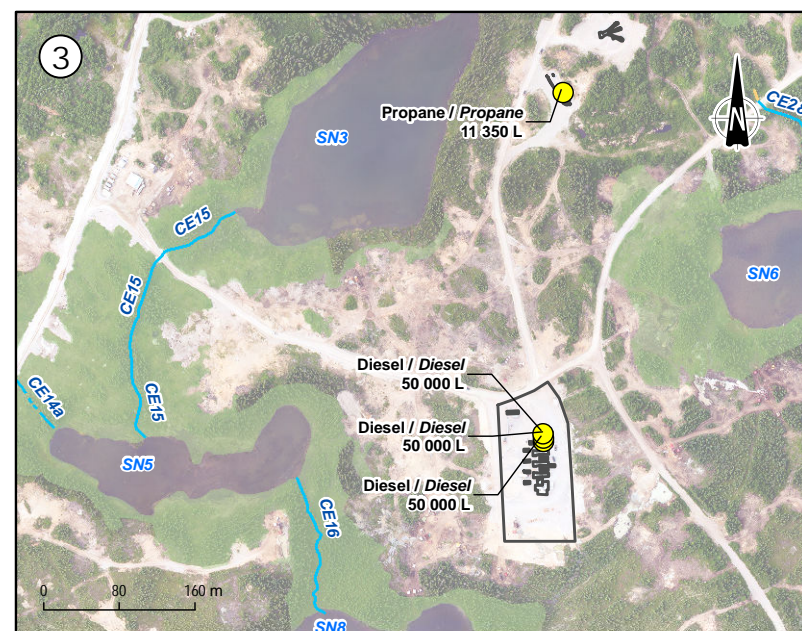 3
N
CE28
Propane / Propane
11 350 L
SN3
CE15
SN6
CE15
Diesel / Diesel
50 000 L
CE14a
CE15
Diesel / Diesel
50 000 L
SN5
Diesel / Diesel
50 000 L
CE16
0 80 160 m
SN8